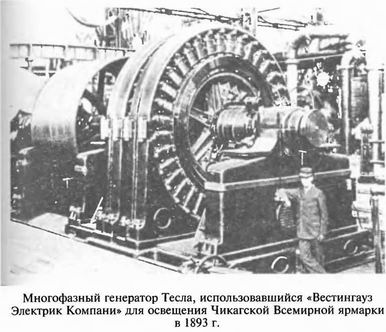 Многофазный генератор Тесла, использовавшийся «Вестингауз
Электрик Компани» для освещения Чикагской Всемирной ярмарки
в 1893 г.